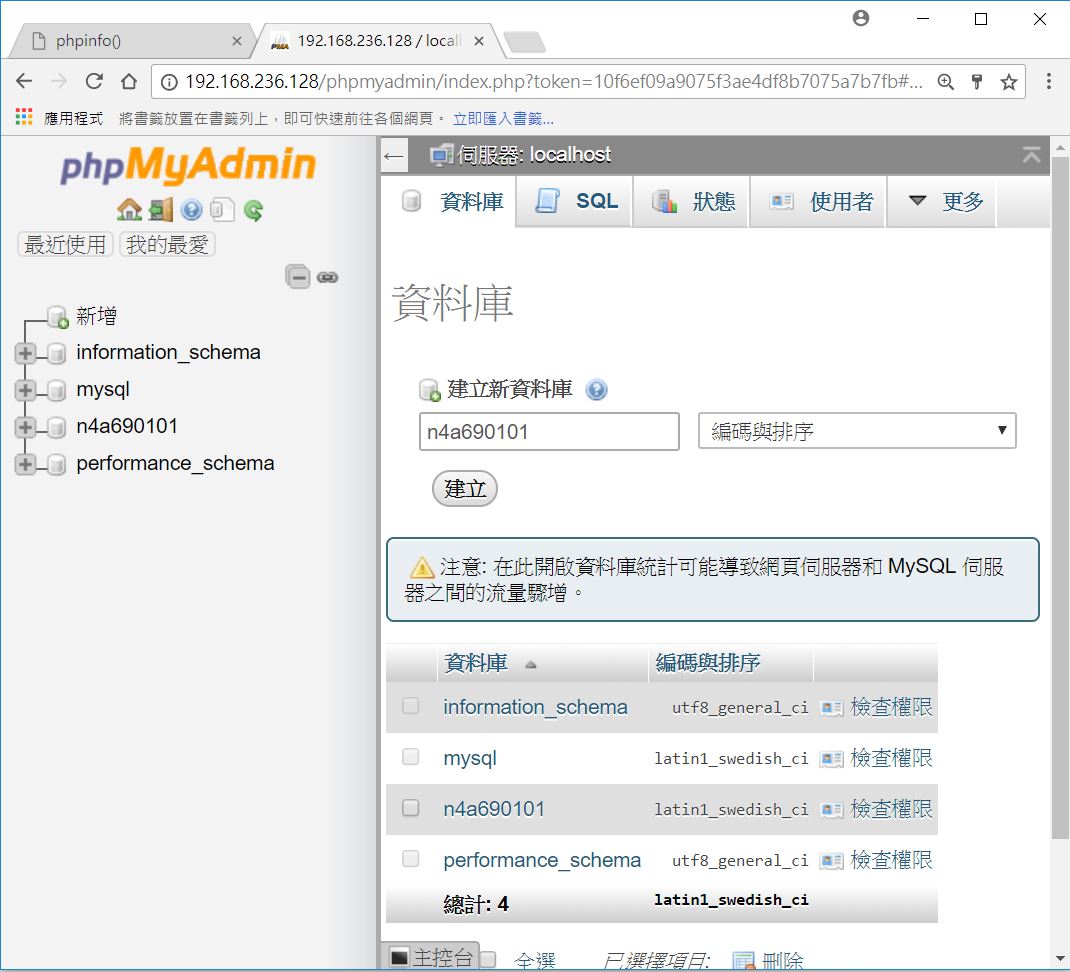 phpinfo()
192.168.236.128 / locall
192.168.236.128/phpmyadmin/index.php?token=10f6ef09a9075f3ae4df8b7075a7b7fb#...
應用程式 將書籤放置在書籤列上，即可快速前往各個網頁。 立即匯入書籤...
phpMyAdmin
最近使用 我的最愛
新增
information_schema
mysql
n4a690101
performance_schema
伺服器: localhost
資料庫 SQL 狀態 使用者 更多
資料庫
建立新資料庫
n4a690101 編碼與排序
建立
注意: 在此開啟資料庫統計可能導致網頁伺服器和 MySQL 伺服
器之間的流量驟增。
資料庫 編碼與排序
information_schema utf8_general_ci 檢查權限
mysql latin1_swedish_ci 檢查權限
n4a690101 latin1_swedish_ci 檢查權限
performance_schema utf8_general_ci 檢查權限
總計: 4 latin1_swedish_ci
主控台 全選 已選擇項目: 刪除